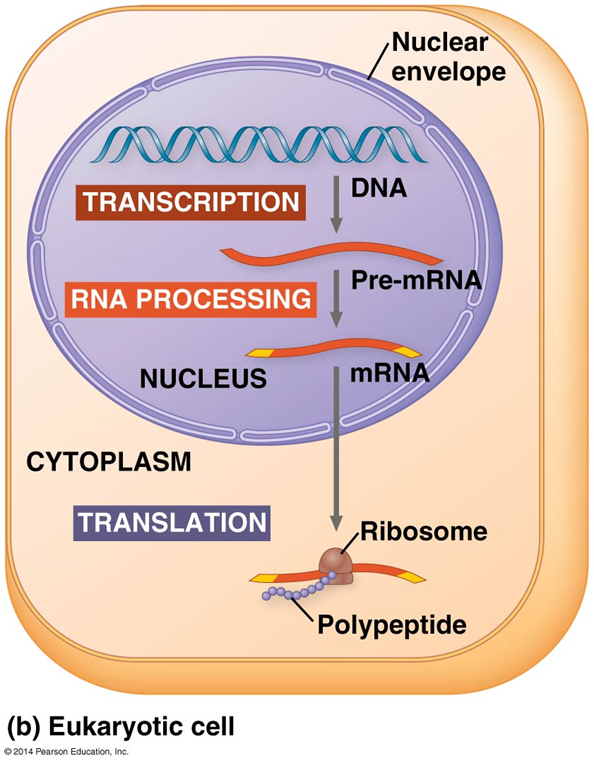 Nuclear
envelope
DNA
TRANSCRIPTION
Pre-mRNA
RNA PROCESSING
mRNA
NUCLEUS
CYTOPLASM
TRANSLATION
Ribosome
Polypeptide
(b) Eukaryotic cell
© 2014 Pearson Education, Inc.